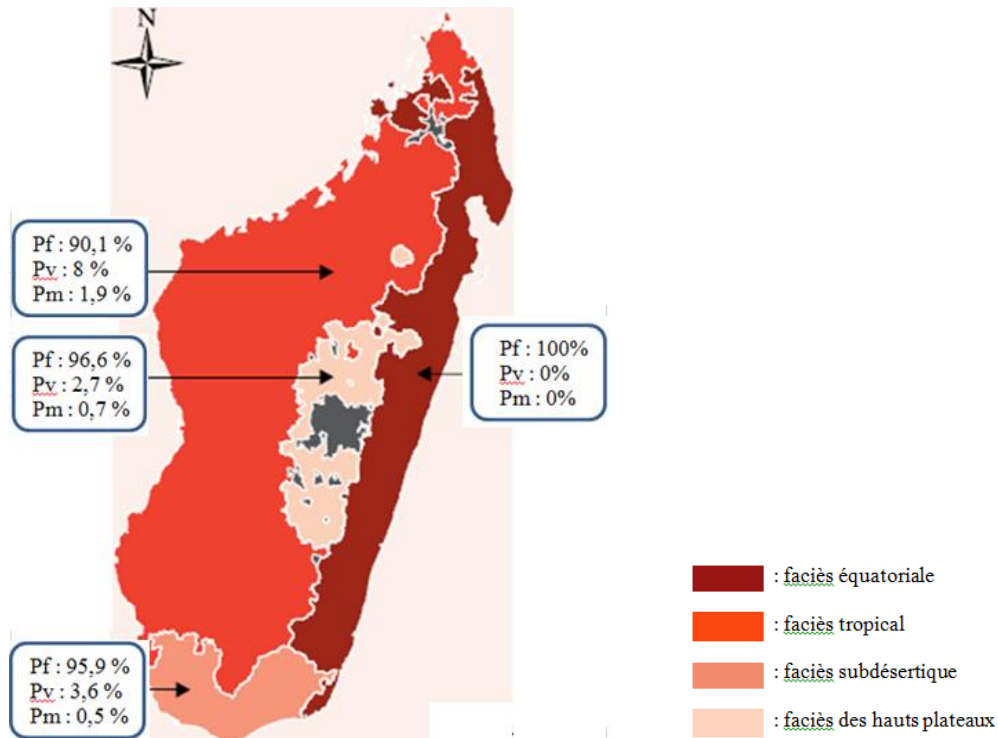 N
Pf : 90,1 %
Pv : 8 %
Pm : 1,9 %
Pf : 96,6 %
Pv : 2,7 %
Pm : 0,7 %
Pf : 100%
Pv : 0%
Pm : 0%
Pf : 95,9 %
Pv : 3,6 %
Pm : 0,5 %
: faciès équatoriale
: faciès tropical
: faciès subdésertique
: faciès des hauts plateaux